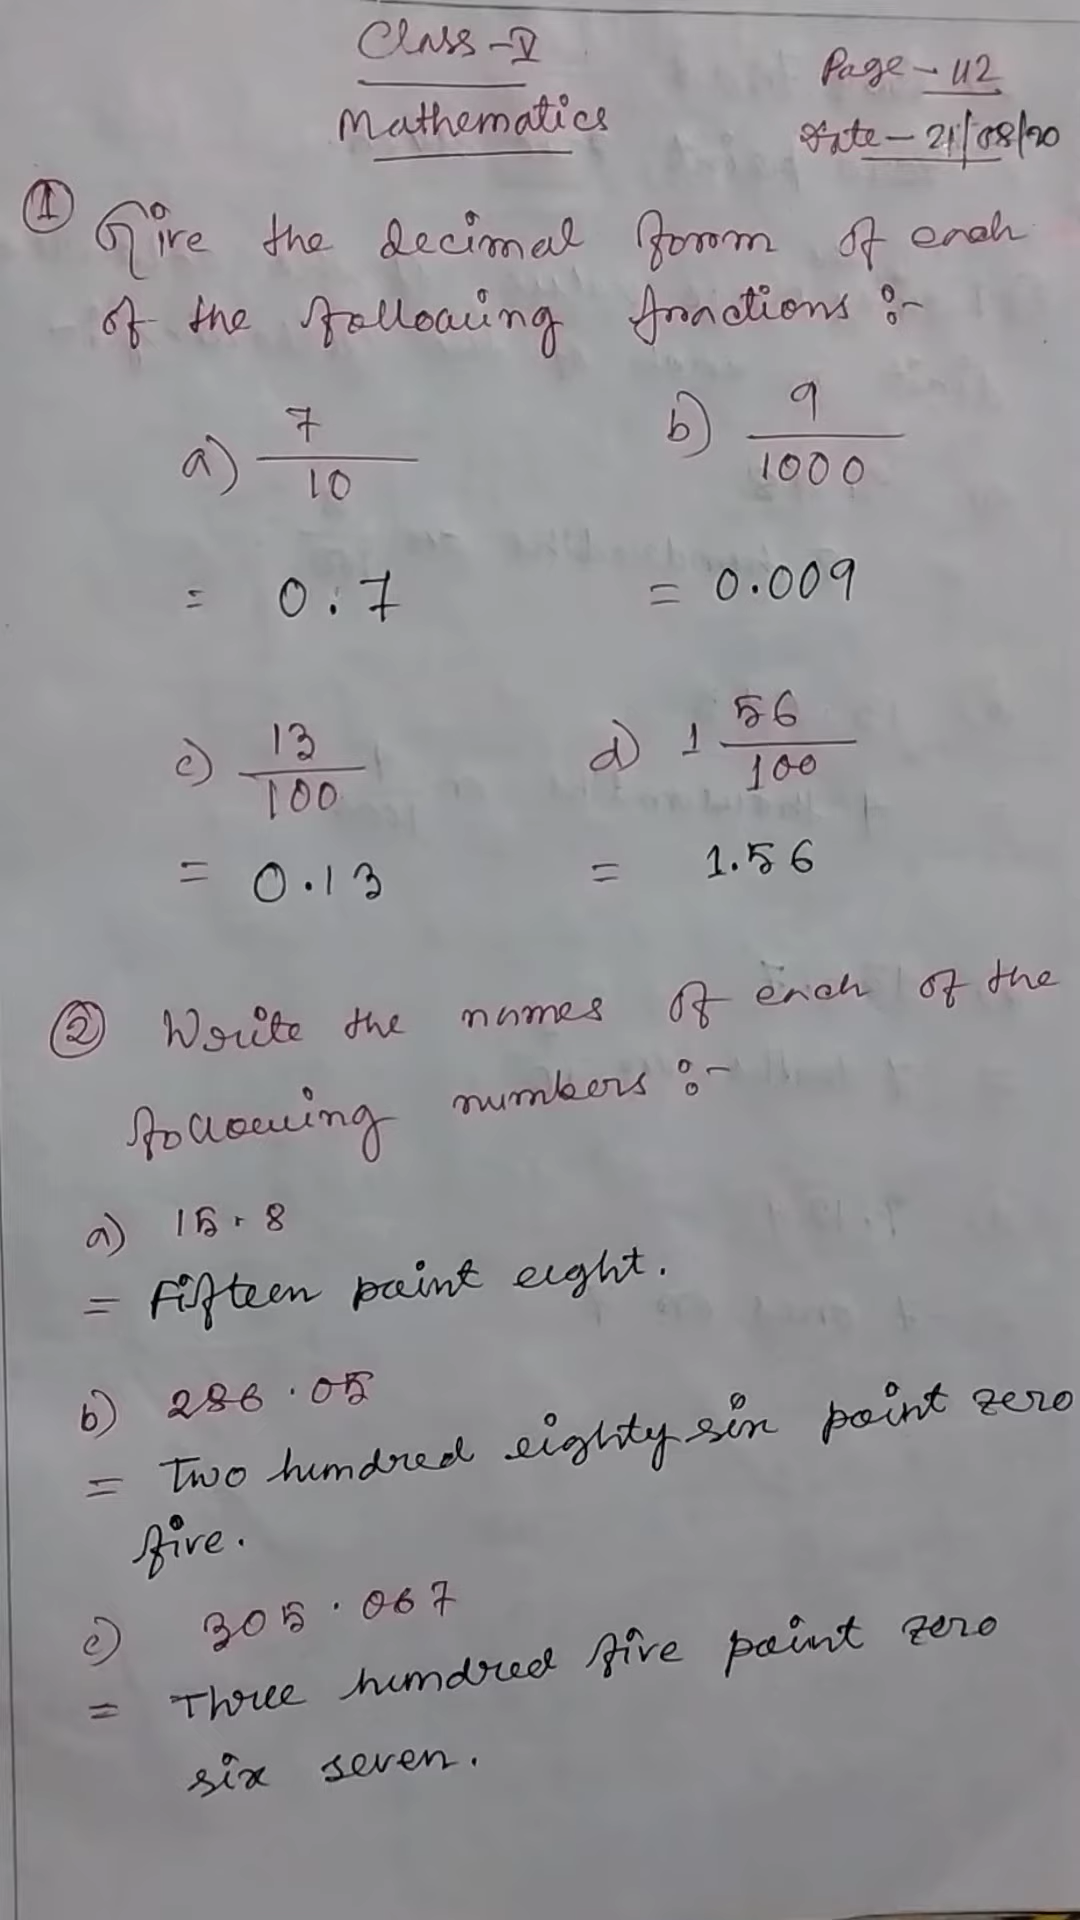 Class - V
Mathematics
Page - 112
Date - 21/08/20
① Give the decimal form of each
of the following fractions :-
a) 7/10
b) 9/1000
= 0.7
= 0.009
c) 13/100
d) 1 56/100
= 0.13
= 1.56
② Write the names of each of the
following numbers :-
a) 15.8
= Fifteen point eight.
b) 286.05
= Two hundred eighty six point zero
five.
c) 305.067
= Three hundred five point zero
six seven.